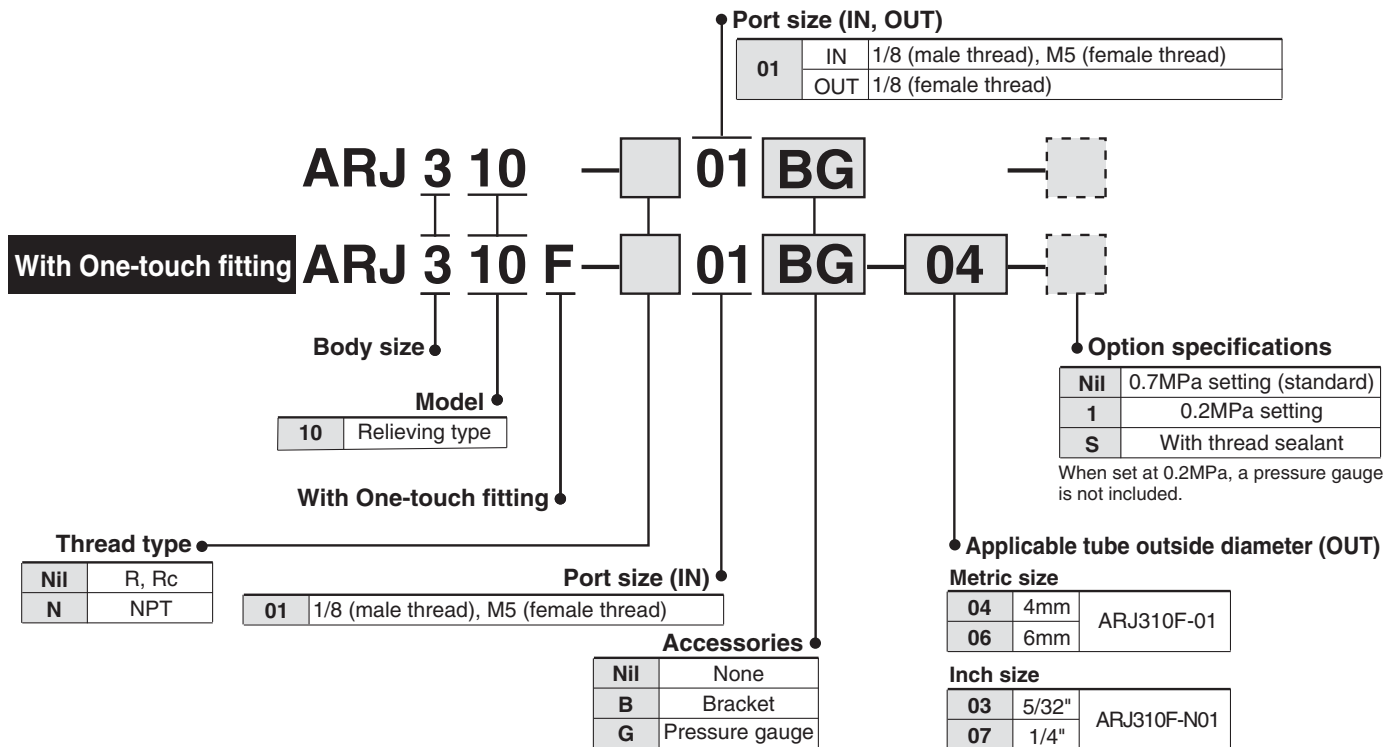 Port size (IN, OUT)
01 IN 1/8 (male thread), M5 (female thread)
OUT 1/8 (female thread)
ARJ 3 10 — 01 BG —
With One-touch fitting ARJ 3 10 F — 01 BG — 04 —
Body size
Model
10 Relieving type
With One-touch fitting
Thread type
Nil R, Rc
N NPT
Port size (IN)
01 1/8 (male thread), M5 (female thread)
Accessories
Nil None
B Bracket
G Pressure gauge
Option specifications
Nil 0.7MPa setting (standard)
1 0.2MPa setting
S With thread sealant
When set at 0.2MPa, a pressure gauge
is not included.
Applicable tube outside diameter (OUT)
Metric size
04 4mm ARJ310F-01
06 6mm
Inch size
03 5/32" ARJ310F-N01
07 1/4"